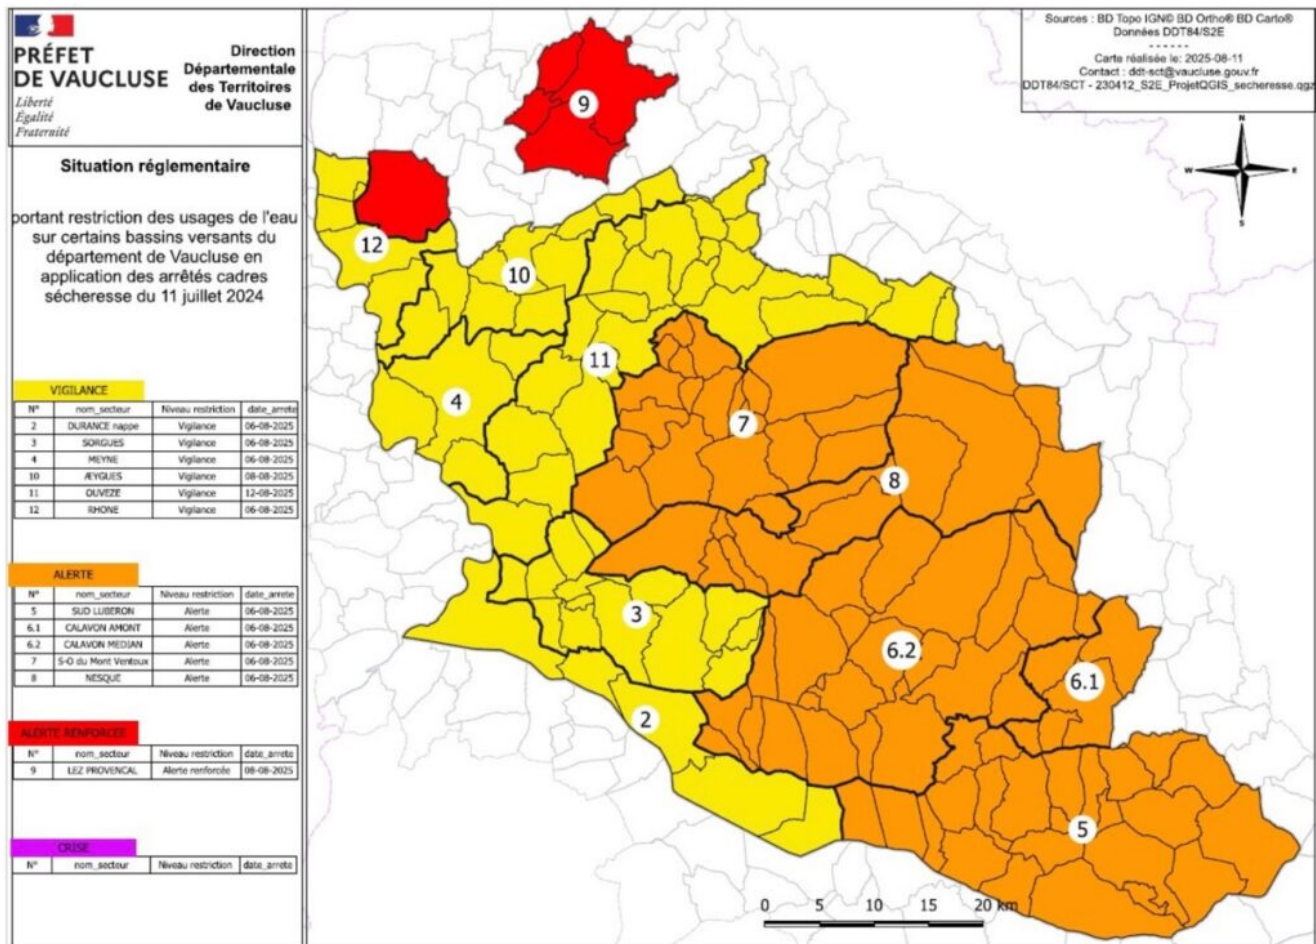 PRÉFET
DE VAUCLUSE
Liberté
Égalité
Fraternité
Direction
Départementale
des Territoires
de Vaucluse
Situation réglementaire
portant restriction des usages de l'eau
sur certains bassins versants du
département de Vaucluse en
application des arrêtés cadres
sécheresse du 11 juillet 2024
VIGILANCE
N° nom_secteur Niveau restriction date_arrete
2 DURANCE nappe Vigilance 06-08-2025
3 SORGUES Vigilance 06-08-2025
4 MEYNE Vigilance 06-08-2025
10 ÆYGUES Vigilance 08-08-2025
11 OUVEZE Vigilance 12-08-2025
12 RHONE Vigilance 06-08-2025
ALERTE
N° nom_secteur Niveau restriction date_arrete
5 SUD LUBERON Alerte 06-08-2025
6.1 CALAVON AMONT Alerte 06-08-2025
6.2 CALAVON MEDIAN Alerte 06-08-2025
7 S-O du Mont Ventoux Alerte 06-08-2025
8 NESQUE Alerte 06-08-2025
ALERTE RENFORCEE
N° nom_secteur Niveau restriction date_arrete
9 LEZ PROVENCAL Alerte renforcée 08-08-2025
CRISE
N° nom_secteur Niveau restriction date_arrete
Sources : BD Topo IGN© BD Ortho® BD Carto®
Données DDT84/S2E
- - - - - -
Carte réalisée le: 2025-08-11
Contact : ddt-sct@vaucluse.gouv.fr
DDT84/SCT - 230412_S2E_ProjetQGIS_secheresse.qgz
N
W E
S
9
12
10
11
4
7
8
3
6.2
6.1
2
5
0 5 10 15 20 km